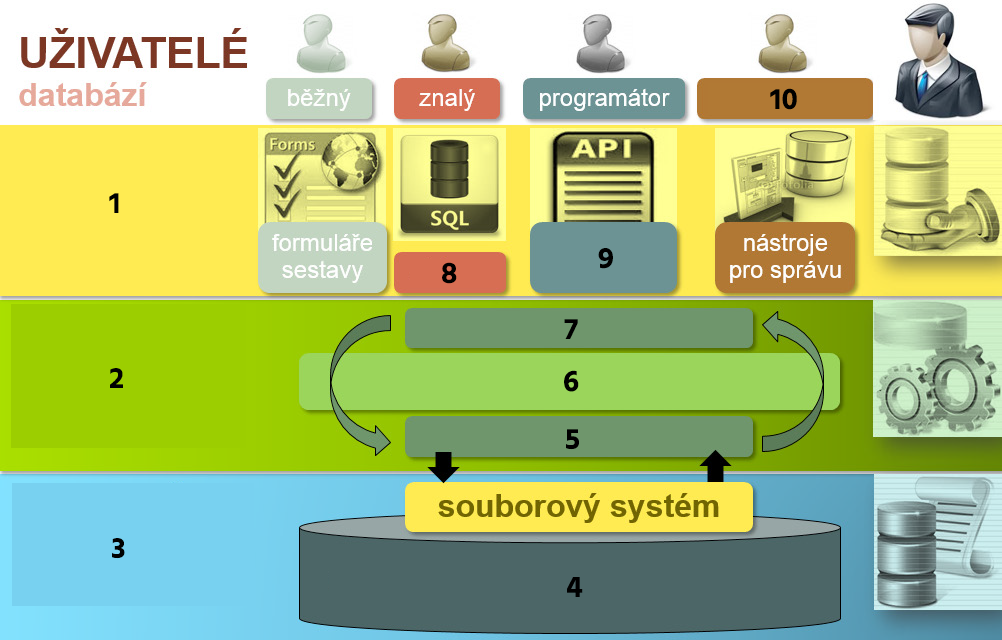 UŽIVATELÉ
databází
běžný
znalý
programátor
10
1
Forms
SQL
API
formuláře
sestavy
8
9
nástroje
pro správu
2
7
6
5
3
souborový systém
4